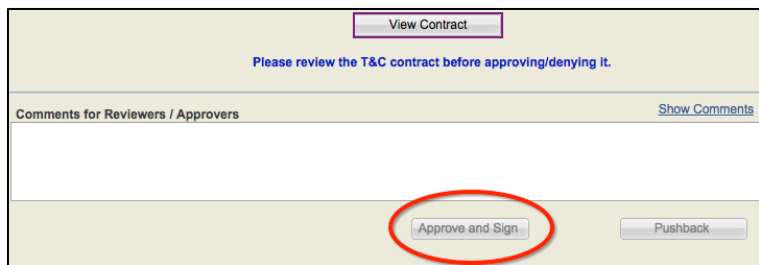 View Contract
Please review the T&C contract before approving/denying it.
Comments for Reviewers / Approvers
Show Comments
Approve and Sign
Pushback